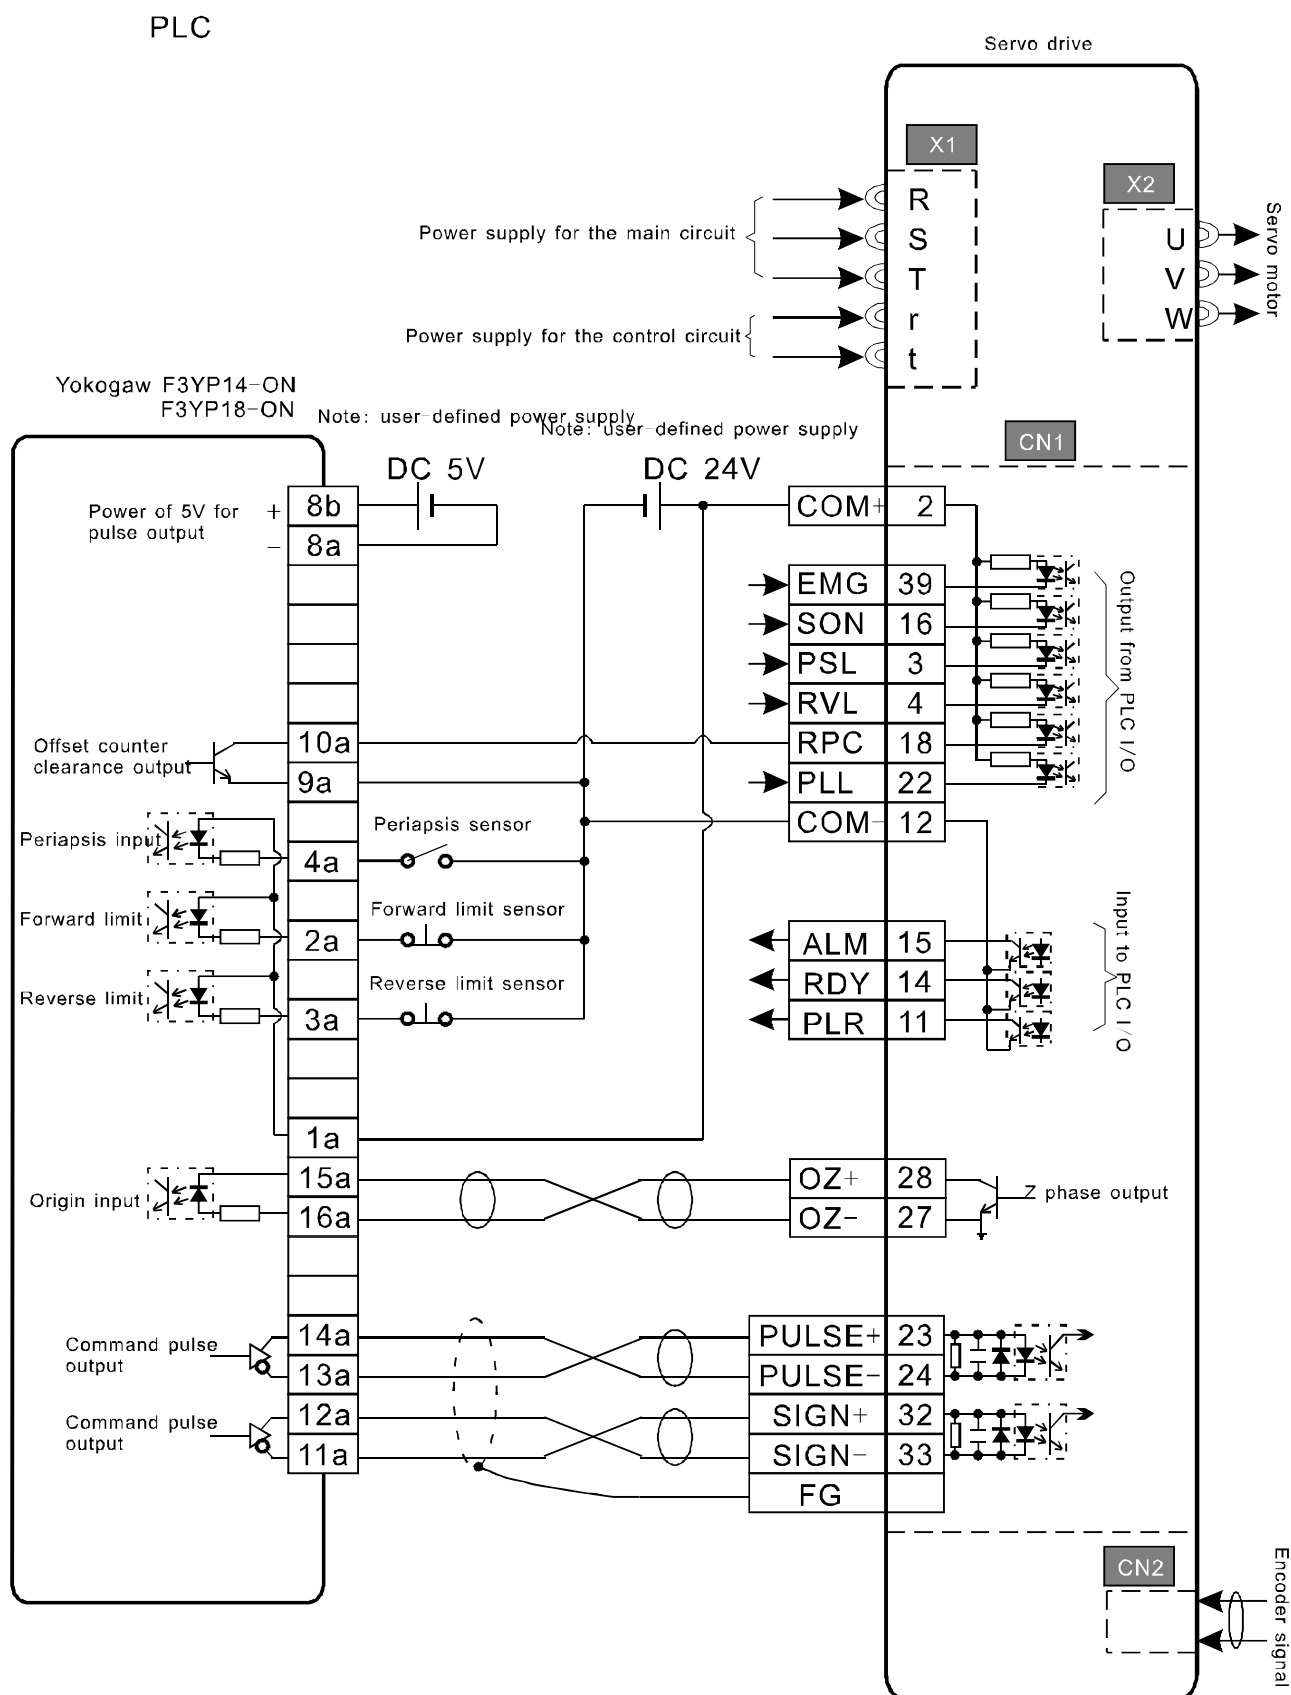 PLC
Servo drive
X1
X2
R
S
T
r
t
Power supply for the main circuit
Power supply for the control circuit
U
V
W
Servo motor
Yokogaw F3YP14-ON
F3YP18-ON
Note: user-defined power supply
Note: user-defined power supply
CN1
DC 5V
DC 24V
Power of 5V for
pulse output
+
-
8b
8a
COM+ 2
EMG 39
SON 16
PSL 3
RVL 4
RPC 18
PLL 22
COM- 12
Output from PLC I/O
Offset counter
clearance output
10a
9a
Periapsis input
4a
Periapsis sensor
Forward limit
2a
Forward limit sensor
Reverse limit
3a
Reverse limit sensor
ALM 15
RDY 14
PLR 11
Input to PLC I/O
1a
Origin input
15a
16a
OZ+ 28
OZ- 27
Z phase output
Command pulse
output
14a
13a
Command pulse
output
12a
11a
PULSE+ 23
PULSE- 24
SIGN+ 32
SIGN- 33
FG
CN2
Encoder signal